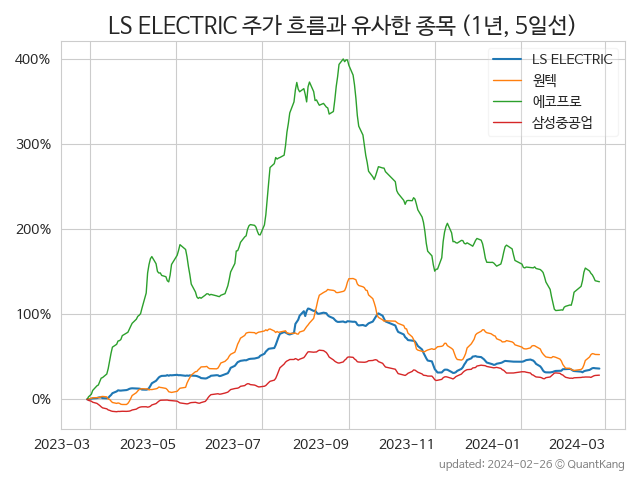 LS ELECTRIC 주가 흐름과 유사한 종목 (1년, 5일선)
LS ELECTRIC
원텍
에코프로
삼성중공업
400%
300%
200%
100%
0%
2023-03 2023-05 2023-07 2023-09 2023-11 2024-01 2024-03
updated: 2024-02-26 © QuantKang